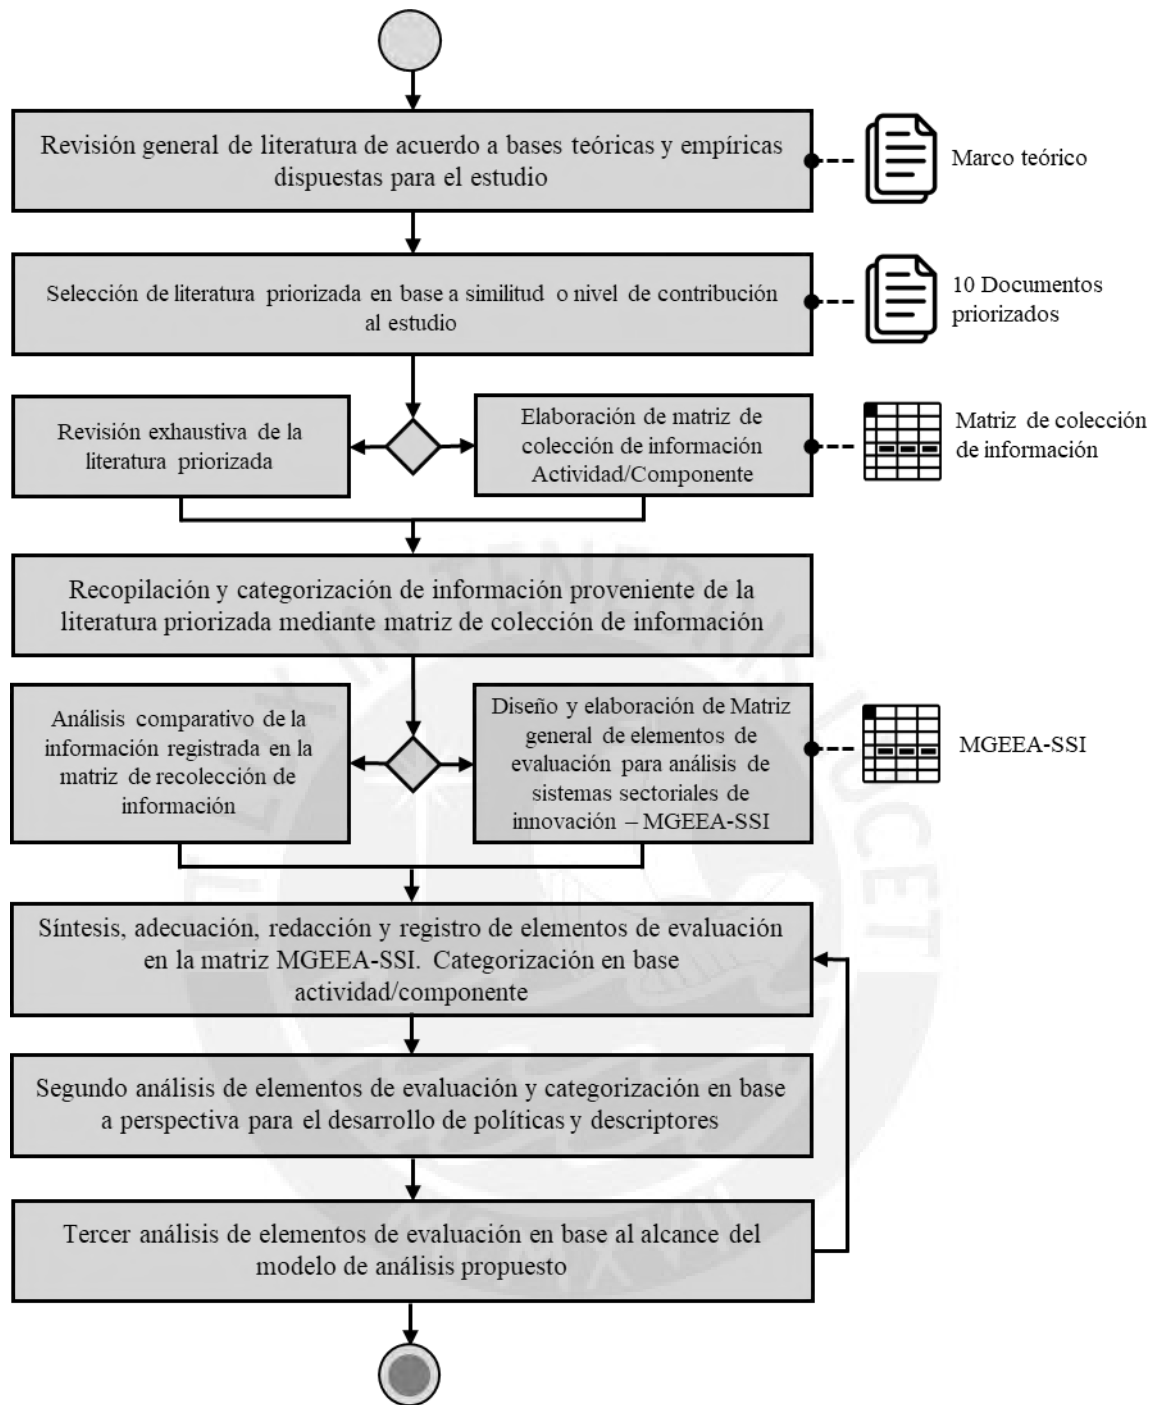 Revisión general de literatura de acuerdo a bases teóricas y empíricas
dispuestas para el estudio
Marco teórico
Selección de literatura priorizada en base a similitud o nivel de contribución
al estudio
10 Documentos
priorizados
Revisión exhaustiva de la
literatura priorizada
Elaboración de matriz de
colección de información
Actividad/Componente
Matriz de colección
de información
Recopilación y categorización de información proveniente de la
literatura priorizada mediante matriz de colección de información
Análisis comparativo de la
información registrada en la
matriz de recolección de
información
Diseño y elaboración de Matriz
general de elementos de
evaluación para análisis de
sistemas sectoriales de
innovación – MGEEA-SSI
MGEEA-SSI
Síntesis, adecuación, redacción y registro de elementos de evaluación
en la matriz MGEEA-SSI. Categorización en base
actividad/componente
Segundo análisis de elementos de evaluación y categorización en base
a perspectiva para el desarrollo de políticas y descriptores
Tercer análisis de elementos de evaluación en base al alcance del
modelo de análisis propuesto
ET LUX IN TENEBRIS LUCET
MCMXVII